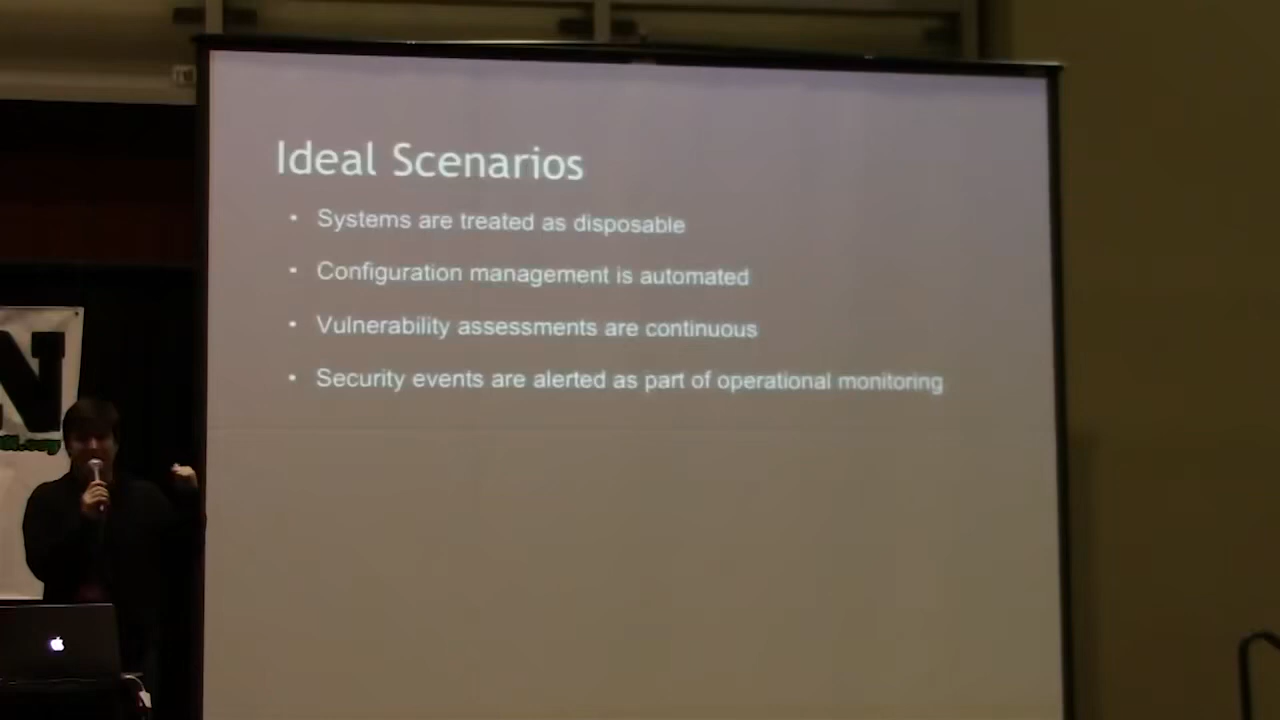 Ideal Scenarios
• Systems are treated as disposable
• Configuration management is automated
• Vulnerability assessments are continuous
• Security events are alerted as part of operational monitoring
N